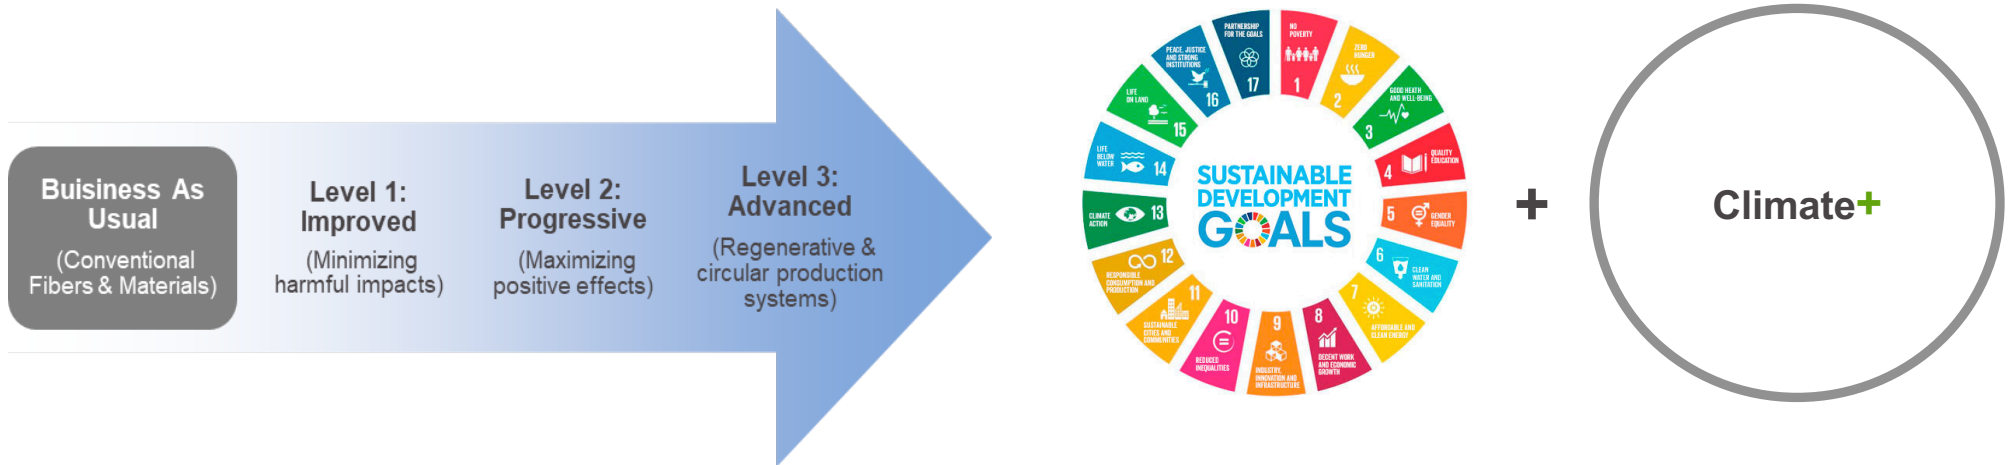 Buisiness As
Usual
(Conventional
Fibers & Materials)
Level 1:
Improved
(Minimizing
harmful impacts)
Level 2:
Progressive
(Maximizing
positive effects)
Level 3:
Advanced
(Regenerative &
circular production
systems)
SUSTAINABLE
DEVELOPMENT
GOALS
NO
POVERTY
1
ZERO
HUNGER
2
GOOD HEATH
AND WELL-BEING
3
QUALITY
EDUCATION
4
GENDER
EQUALITY
5
CLEAN
WATER AND
SANITATION
6
AFFORDABLE AND
CLEAN ENERGY
7
DECENT WORK
AND ECONOMIC
GROWTH
8
INDUSTRY,
INNOVATION AND
INFRASTRUCTURE
9
REDUCED
INEQUALITIES
10
SUSTAINABLE
CITIES AND
COMMUNITIES
11
RESPONSIBLE
CONSUMPTION AND
PRODUCTION
12
CLIMATE
ACTION
13
LIFE
BELOW
WATER
14
LIFE
ON LAND
15
PEACE, JUSTICE
AND STRONG
INSTITUTIONS
16
PARTNERSHIP
FOR THE GOALS
17
+
Climate+